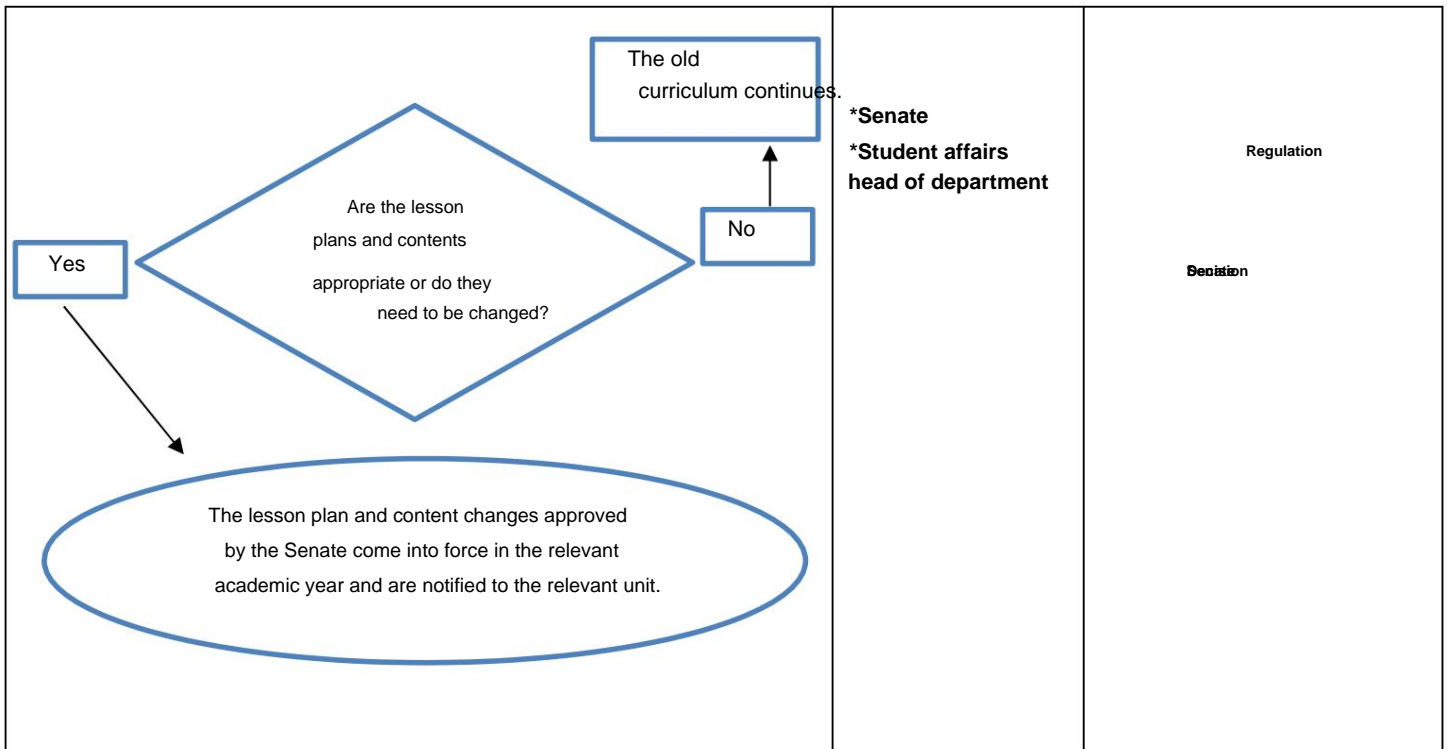 The old
curriculum continues.
*Senate
*Student affairs
head of department
Regulation
Are the lesson
plans and contents
appropriate or do they
need to be changed?
No
Yes
The lesson plan and content changes approved
by the Senate come into force in the relevant
academic year and are notified to the relevant unit.